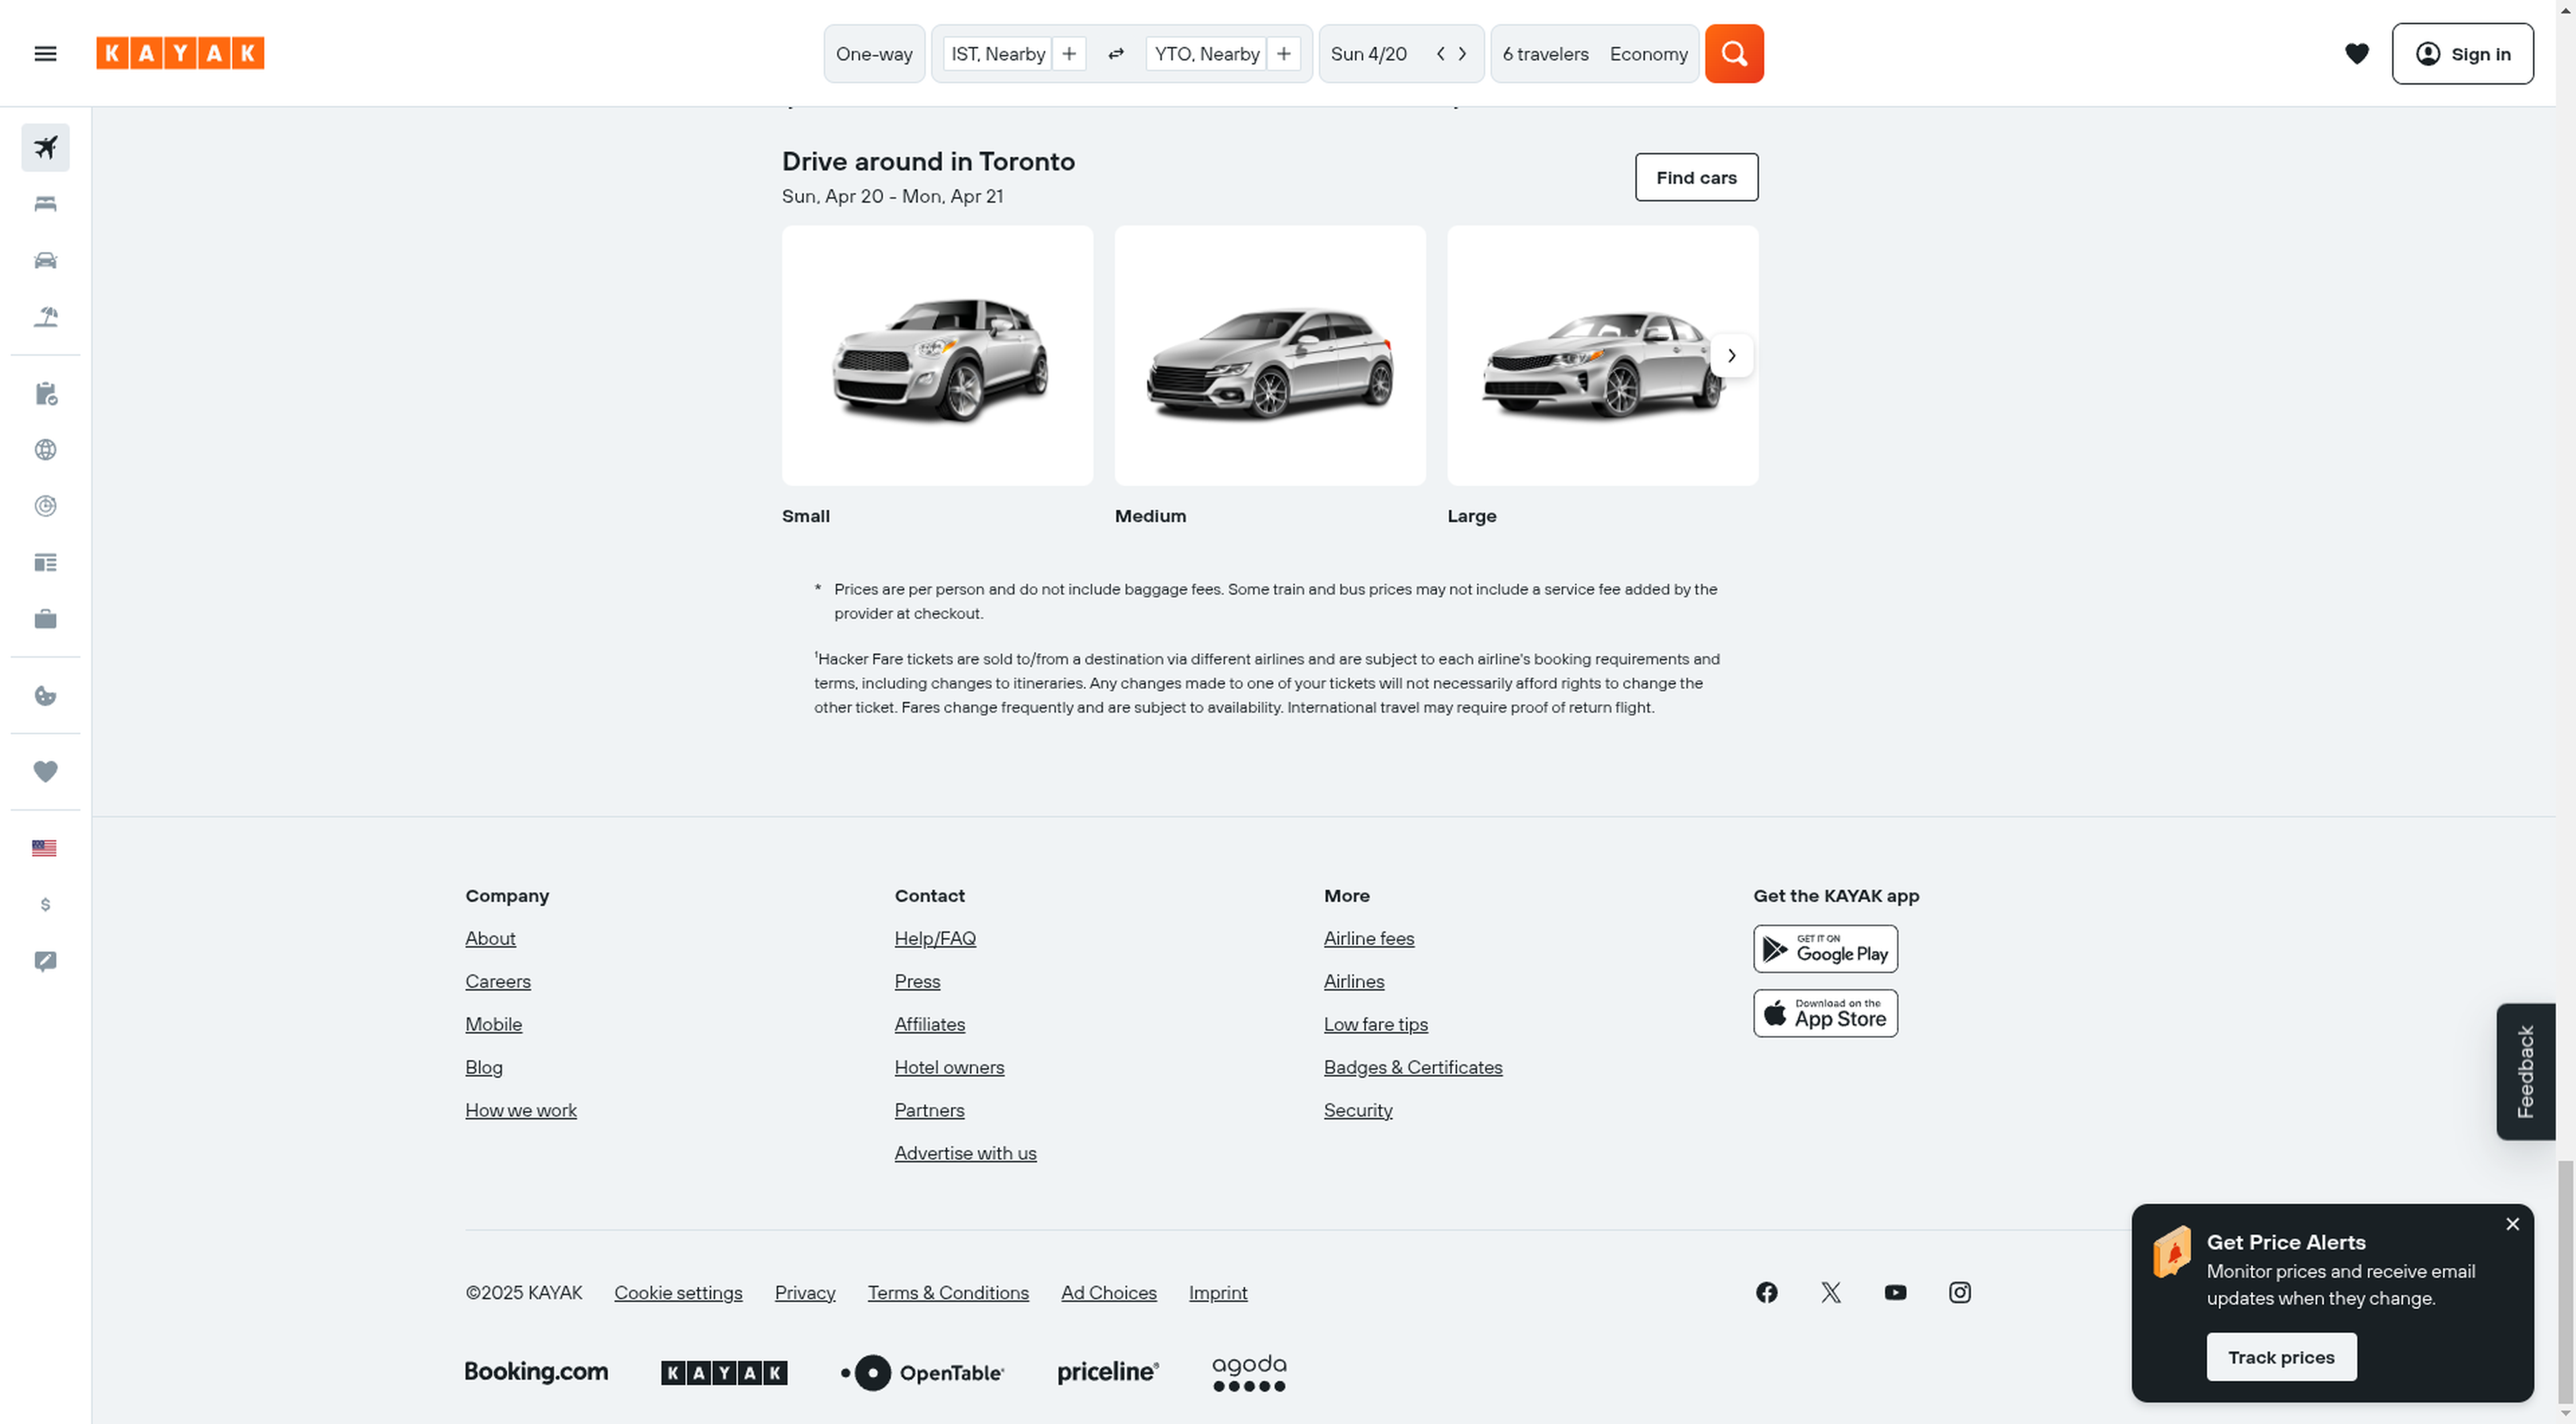 KAYAK
One-way
IST, Nearby
YTO, Nearby
Sun 4/20
6 travelers
Economy
Sign in
Drive around in Toronto
Sun, Apr 20 - Mon, Apr 21
Find cars
Small
Medium
Large
* Prices are per person and do not include baggage fees. Some train and bus prices may not include a service fee added by the
provider at checkout.
¹Hacker Fare tickets are sold to/from a destination via different airlines and are subject to each airline's booking requirements and
terms, including changes to itineraries. Any changes made to one of your tickets will not necessarily afford rights to change the
other ticket. Fares change frequently and are subject to availability. International travel may require proof of return flight.
$
Company
About
Careers
Mobile
Blog
How we work
Contact
Help/FAQ
Press
Affiliates
Hotel owners
Partners
Advertise with us
More
Airline fees
Airlines
Low fare tips
Badges & Certificates
Security
Get the KAYAK app
GET IT ON
Google Play
Download on the
App Store
Feedback
Get Price Alerts
Monitor prices and receive email
updates when they change.
Track prices
©2025 KAYAK
Cookie settings
Privacy
Terms & Conditions
Ad Choices
Imprint
Booking.com
KAYAK
OpenTable®
priceline®
agoda